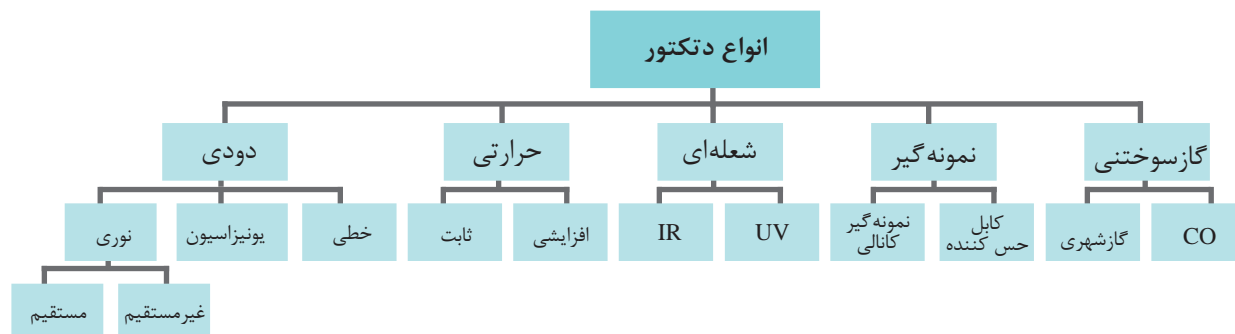 انواع دتکتور
گازسوختنی
نمونه‌گیر
شعله‌ای
حرارتی
دودی
CO
گازشهری
کابل
حس کننده
نمونه‌گیر
کانالی
UV
IR
افزایشی
ثابت
خطی
یونیزاسیون
نوری
غیرمستقیم
مستقیم